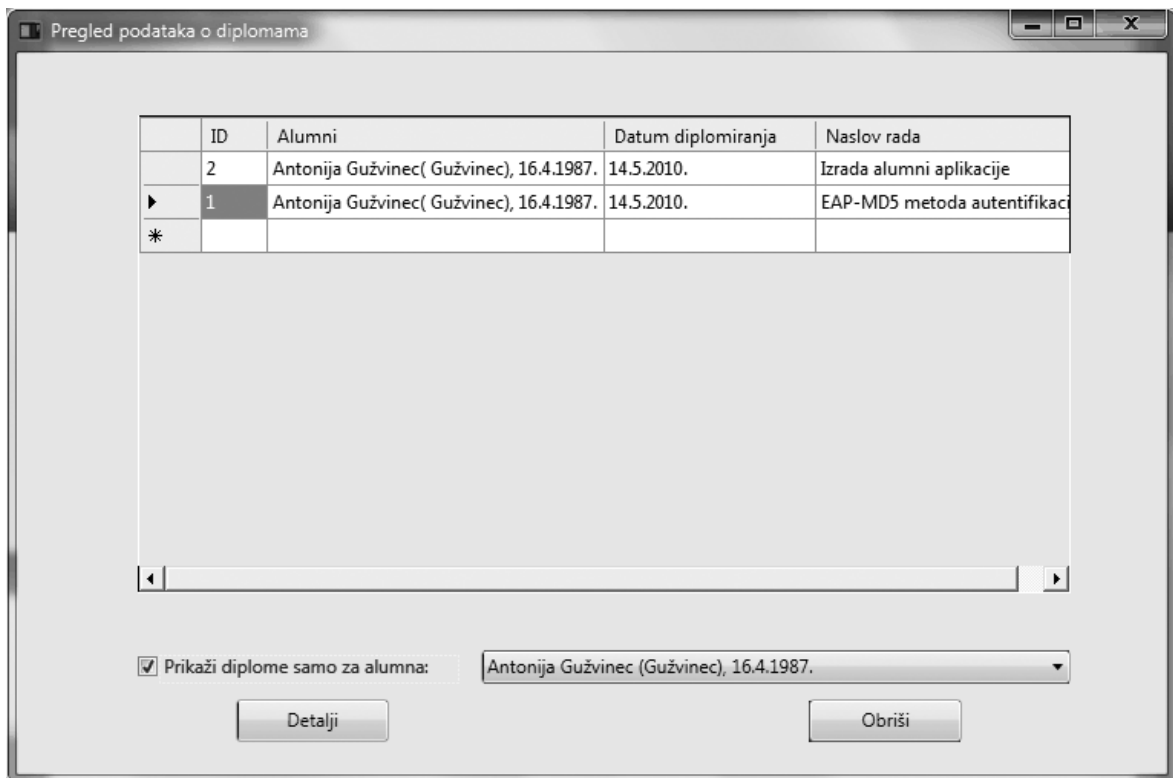 Pregled podataka o diplomama
ID Alumni Datum diplomiranja Naslov rada
2 Antonija Gužvinec( Gužvinec), 16.4.1987. 14.5.2010. Izrada alumni aplikacije
1 Antonija Gužvinec( Gužvinec), 16.4.1987. 14.5.2010. EAP-MD5 metoda autentifikaci
Prikaži diplome samo za alumna: Antonija Gužvinec (Gužvinec), 16.4.1987.
Detalji Obriši